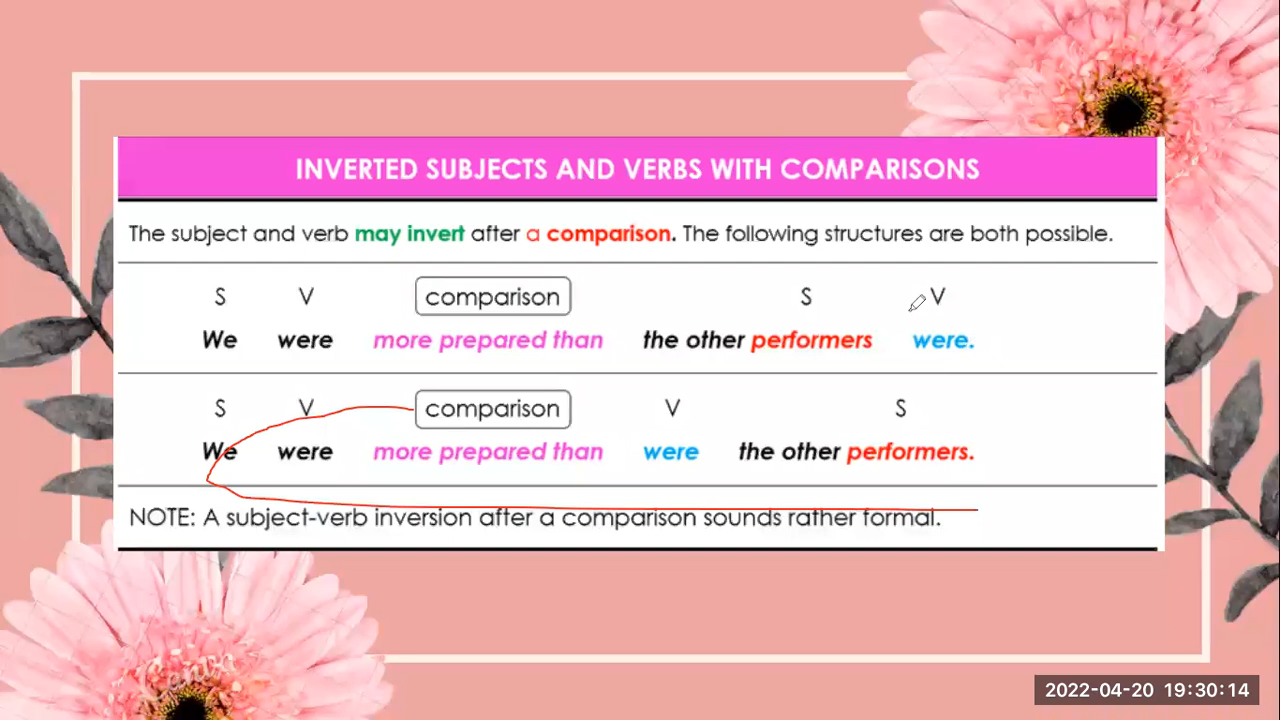 INVERTED SUBJECTS AND VERBS WITH COMPARISONS
The subject and verb may invert after a comparison. The following structures are both possible.
S V comparison S V
We were more prepared than the other performers were.
S V comparison V S
We were more prepared than were the other performers.
NOTE: A subject-verb inversion after a comparison sounds rather formal.
Canva
2022-04-20 19:30:14